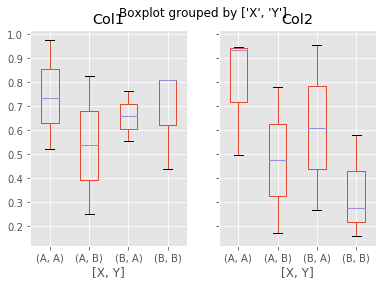 Boxplot grouped by ['X', 'Y']
Col1 Col2
1.0
0.9
0.8
0.7
0.6
0.5
0.4
0.3
0.2
(A, A) (A, B) (B, A) (B, B) (A, A) (A, B) (B, A) (B, B)
[X, Y] [X, Y]